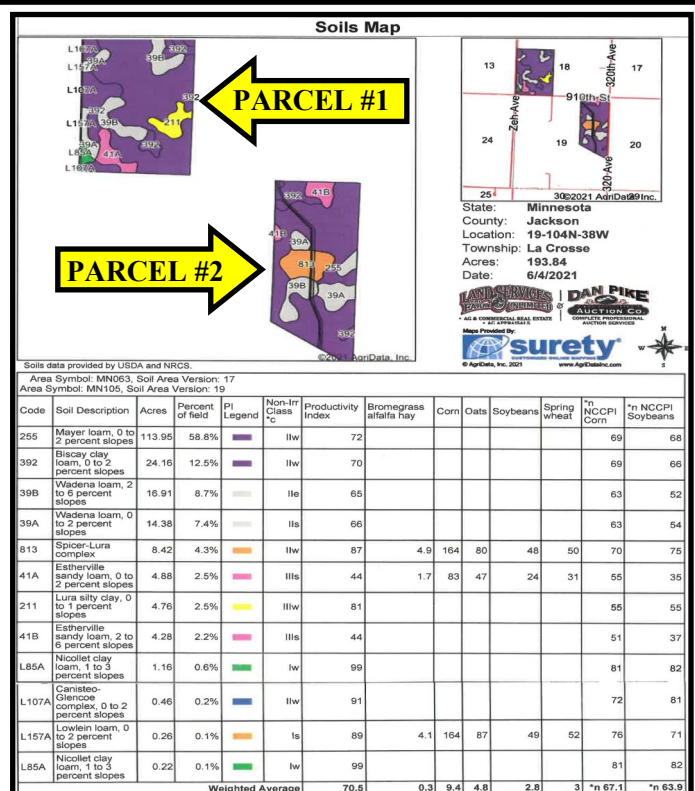 Soils Map
L107A
39A
L157A
39B
392
L107A
392
392
L157A
39B
211
392
39A
L85A
41A
L107A
PARCEL #1
13
18
17
320th-Ave
910th-St
Zeh-Ave
24
19
20
320-Ave
25
30
29
©2021 AgriData, Inc.
392
41B
41B
39A
813
255
39B
39A
392
PARCEL #2
©2021 AgriData, Inc.
State: Minnesota
County: Jackson
Location: 19-104N-38W
Township: La Crosse
Acres: 193.84
Date: 6/4/2021
LAND SERVICES UNLIMITED
• AG & COMMERCIAL REAL ESTATE
• AG APPRAISALS
&
DAN PIKE
AUCTION CO.
COMPLETE PROFESSIONAL
AUCTION SERVICES
Maps Provided By:
surety®
CUSTOMIZED ONLINE MAPPING
© AgriData, Inc. 2021 www.AgriDataInc.com
N
W E
S
Soils data provided by USDA and NRCS.
Area Symbol: MN063, Soil Area Version: 17
Area Symbol: MN105, Soil Area Version: 19
Code Soil Description Acres Percent of field PI Legend Non-Irr Class *c Productivity Index Bromegrass alfalfa hay Corn Oats Soybeans Spring wheat *n NCCPI Corn *n NCCPI Soybeans
255 Mayer loam, 0 to 2 percent slopes 113.95 58.8% IIw 72 69 68
392 Biscay clay loam, 0 to 2 percent slopes 24.16 12.5% IIw 70 69 66
39B Wadena loam, 2 to 6 percent slopes 16.91 8.7% IIe 65 63 52
39A Wadena loam, 0 to 2 percent slopes 14.38 7.4% IIs 66 63 54
813 Spicer-Lura complex 8.42 4.3% IIw 87 4.9 164 80 48 50 70 75
41A Estherville sandy loam, 0 to 2 percent slopes 4.88 2.5% IIIs 44 1.7 83 47 24 31 55 35
211 Lura silty clay, 0 to 1 percent slopes 4.76 2.5% IIIw 81 55 55
41B Estherville sandy loam, 2 to 6 percent slopes 4.28 2.2% IIIs 44 51 37
L85A Nicollet clay loam, 1 to 3 percent slopes 1.16 0.6% Iw 99 81 82
L107A Canisteo-Glencoe complex, 0 to 2 percent slopes 0.46 0.2% IIw 91 72 81
L157A Lowlein loam, 0 to 2 percent slopes 0.26 0.1% Is 89 4.1 164 87 49 52 76 71
L85A Nicollet clay loam, 1 to 3 percent slopes 0.22 0.1% Iw 99 81 82
Weighted Average 70.5 0.3 9.4 4.8 2.8 3 *n 67.1 *n 63.9